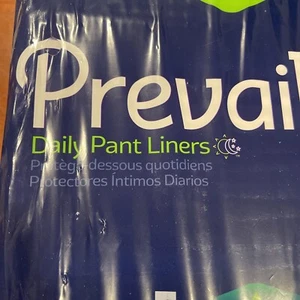 Prevail
Daily Pant Liners
Protège-dessous quotidiens
Protectores Íntimos Diarios